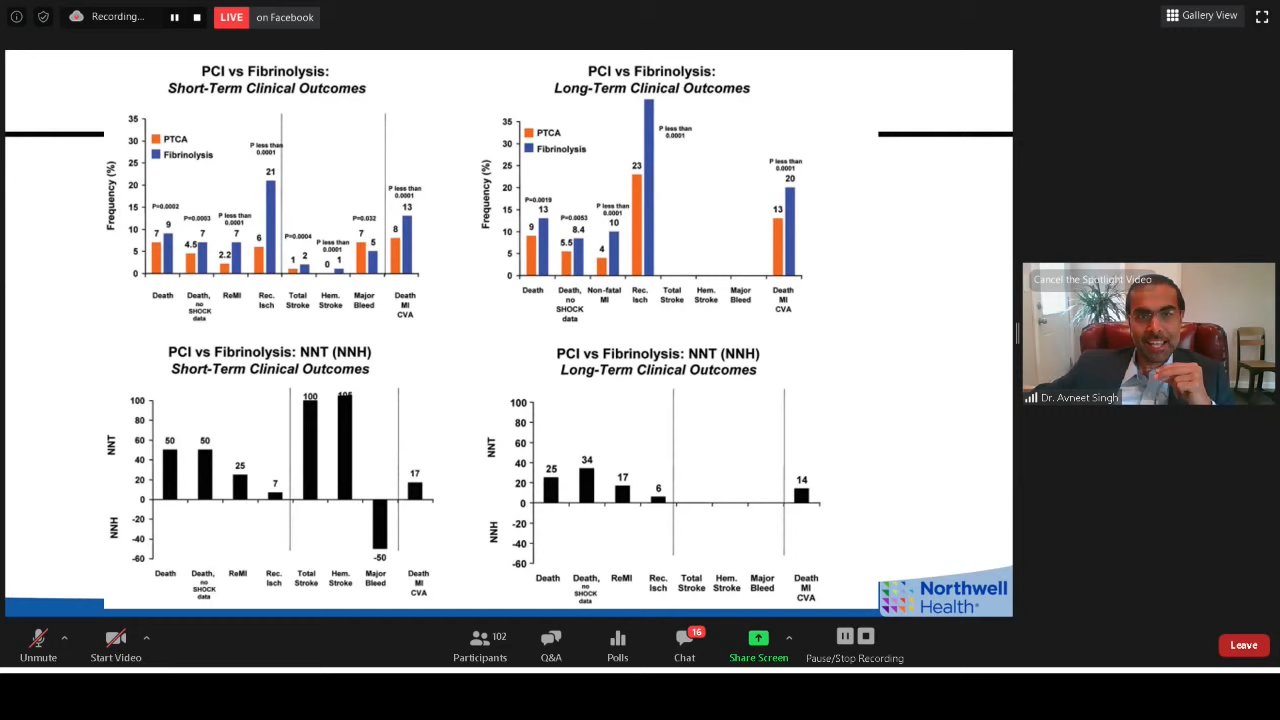 Recording...
LIVE on Facebook
Gallery View
PCI vs Fibrinolysis:
Short-Term Clinical Outcomes
Frequency (%)
35
30
25
20
15
10
5
0
PTCA
Fibrinolysis
P=0.0002
7 9
P=0.0003
4.5 7
P less than
0.0001
2.2 7
P less than
0.0001
6 21
P=0.0004
1 2
P less than
0.0001
0 1
P=0.032
7 5
P less than
0.0001
8 13
Death
Death,
no
SHOCK
data
ReMI
Rec.
Isch
Total
Stroke
Hem.
Stroke
Major
Bleed
Death
MI
CVA
PCI vs Fibrinolysis:
Long-Term Clinical Outcomes
Frequency (%)
35
30
25
20
15
10
5
0
PTCA
Fibrinolysis
P=0.0019
9 13
P=0.0053
5.5 8.4
P less than
0.0001
4 10
23
P less than
0.0001
P less than
0.0001
13 20
Death
Death,
no
SHOCK
data
Non-fatal
MI
Rec.
Isch
Total
Stroke
Hem.
Stroke
Major
Bleed
Death
MI
CVA
PCI vs Fibrinolysis: NNT (NNH)
Short-Term Clinical Outcomes
NNT
NNH
100
80
60
40
20
0
-20
-40
-60
50
50
25
7
100
-50
17
Death
Death,
no
SHOCK
data
ReMI
Rec.
Isch
Total
Stroke
Hem.
Stroke
Major
Bleed
Death
MI
CVA
PCI vs Fibrinolysis: NNT (NNH)
Long-Term Clinical Outcomes
NNT
NNH
100
80
60
40
20
0
-20
-40
-60
25
34
17
6
14
Death
Death,
no
SHOCK
data
ReMI
Rec.
Isch
Total
Stroke
Hem.
Stroke
Major
Bleed
Death
MI
CVA
Northwell
Health
Cancel the Spotlight Video
Dr. Avneet Singh
Unmute
Start Video
102
Participants
Q&A
Polls
16
Chat
Share Screen
Pause/Stop Recording
Leave